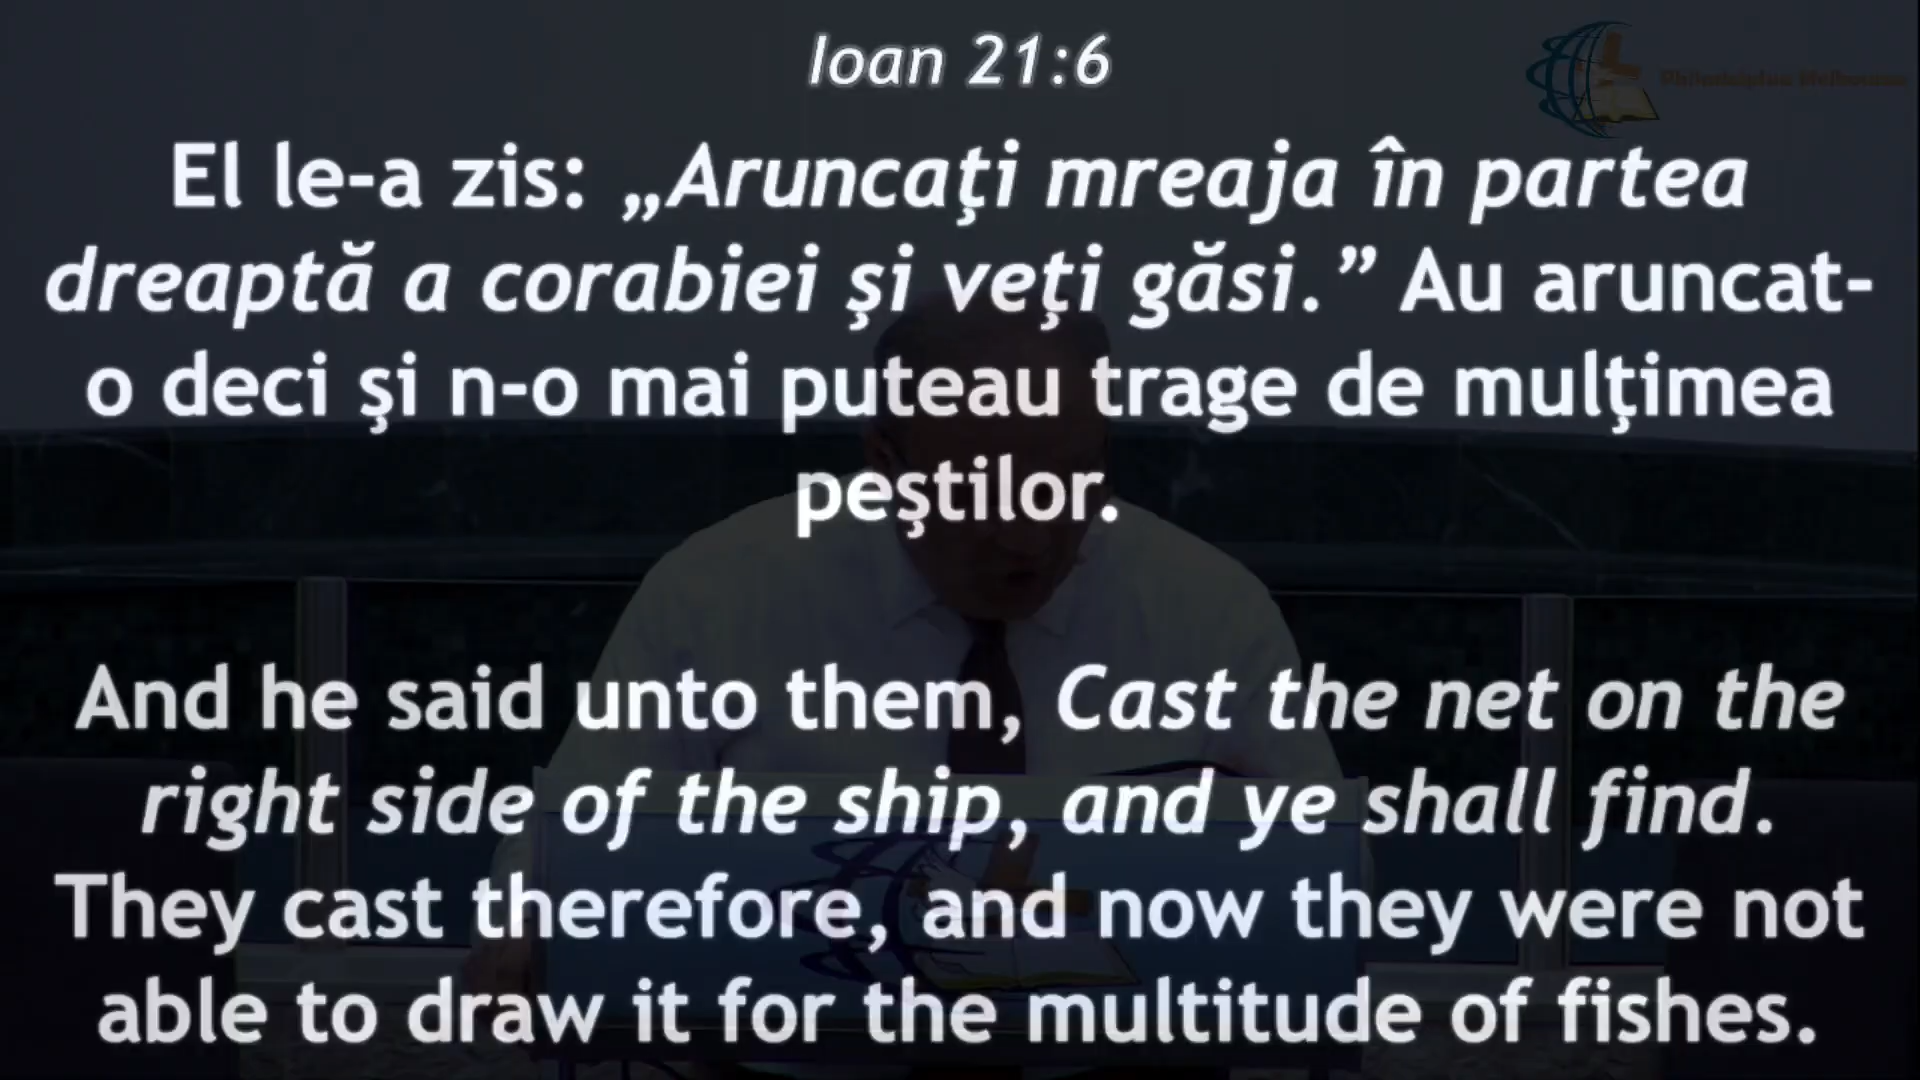 Ioan 21:6
El le-a zis: „Aruncaţi mreaja în partea
dreaptă a corabiei şi veţi găsi.” Au aruncat-
o deci şi n-o mai puteau trage de mulţimea
peştilor.
And he said unto them, Cast the net on the
right side of the ship, and ye shall find.
They cast therefore, and now they were not
able to draw it for the multitude of fishes.
Philadelphia Melbourne